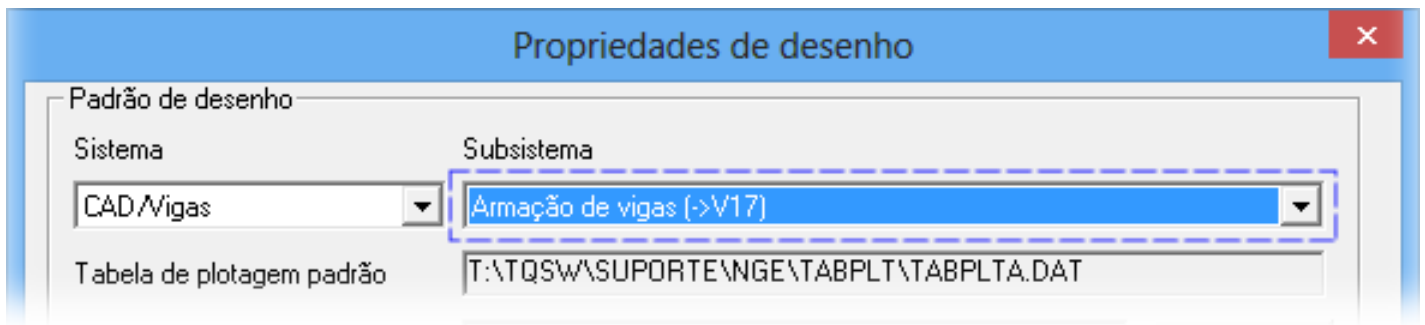 Propriedades de desenho
Padrão de desenho
Sistema Subsistema
CAD/Vigas Armação de vigas (->V17)
Tabela de plotagem padrão T:\TQSW\SUPORTE\NGE\TABPLT\TABPLTA.DAT